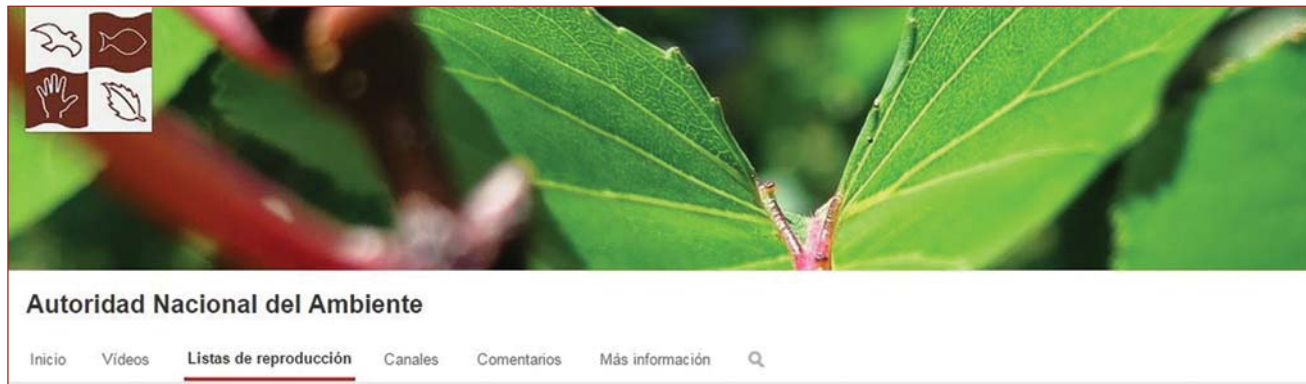 Autoridad Nacional del Ambiente
Inicio Vídeos Listas de reproducción Canales Comentarios Más información